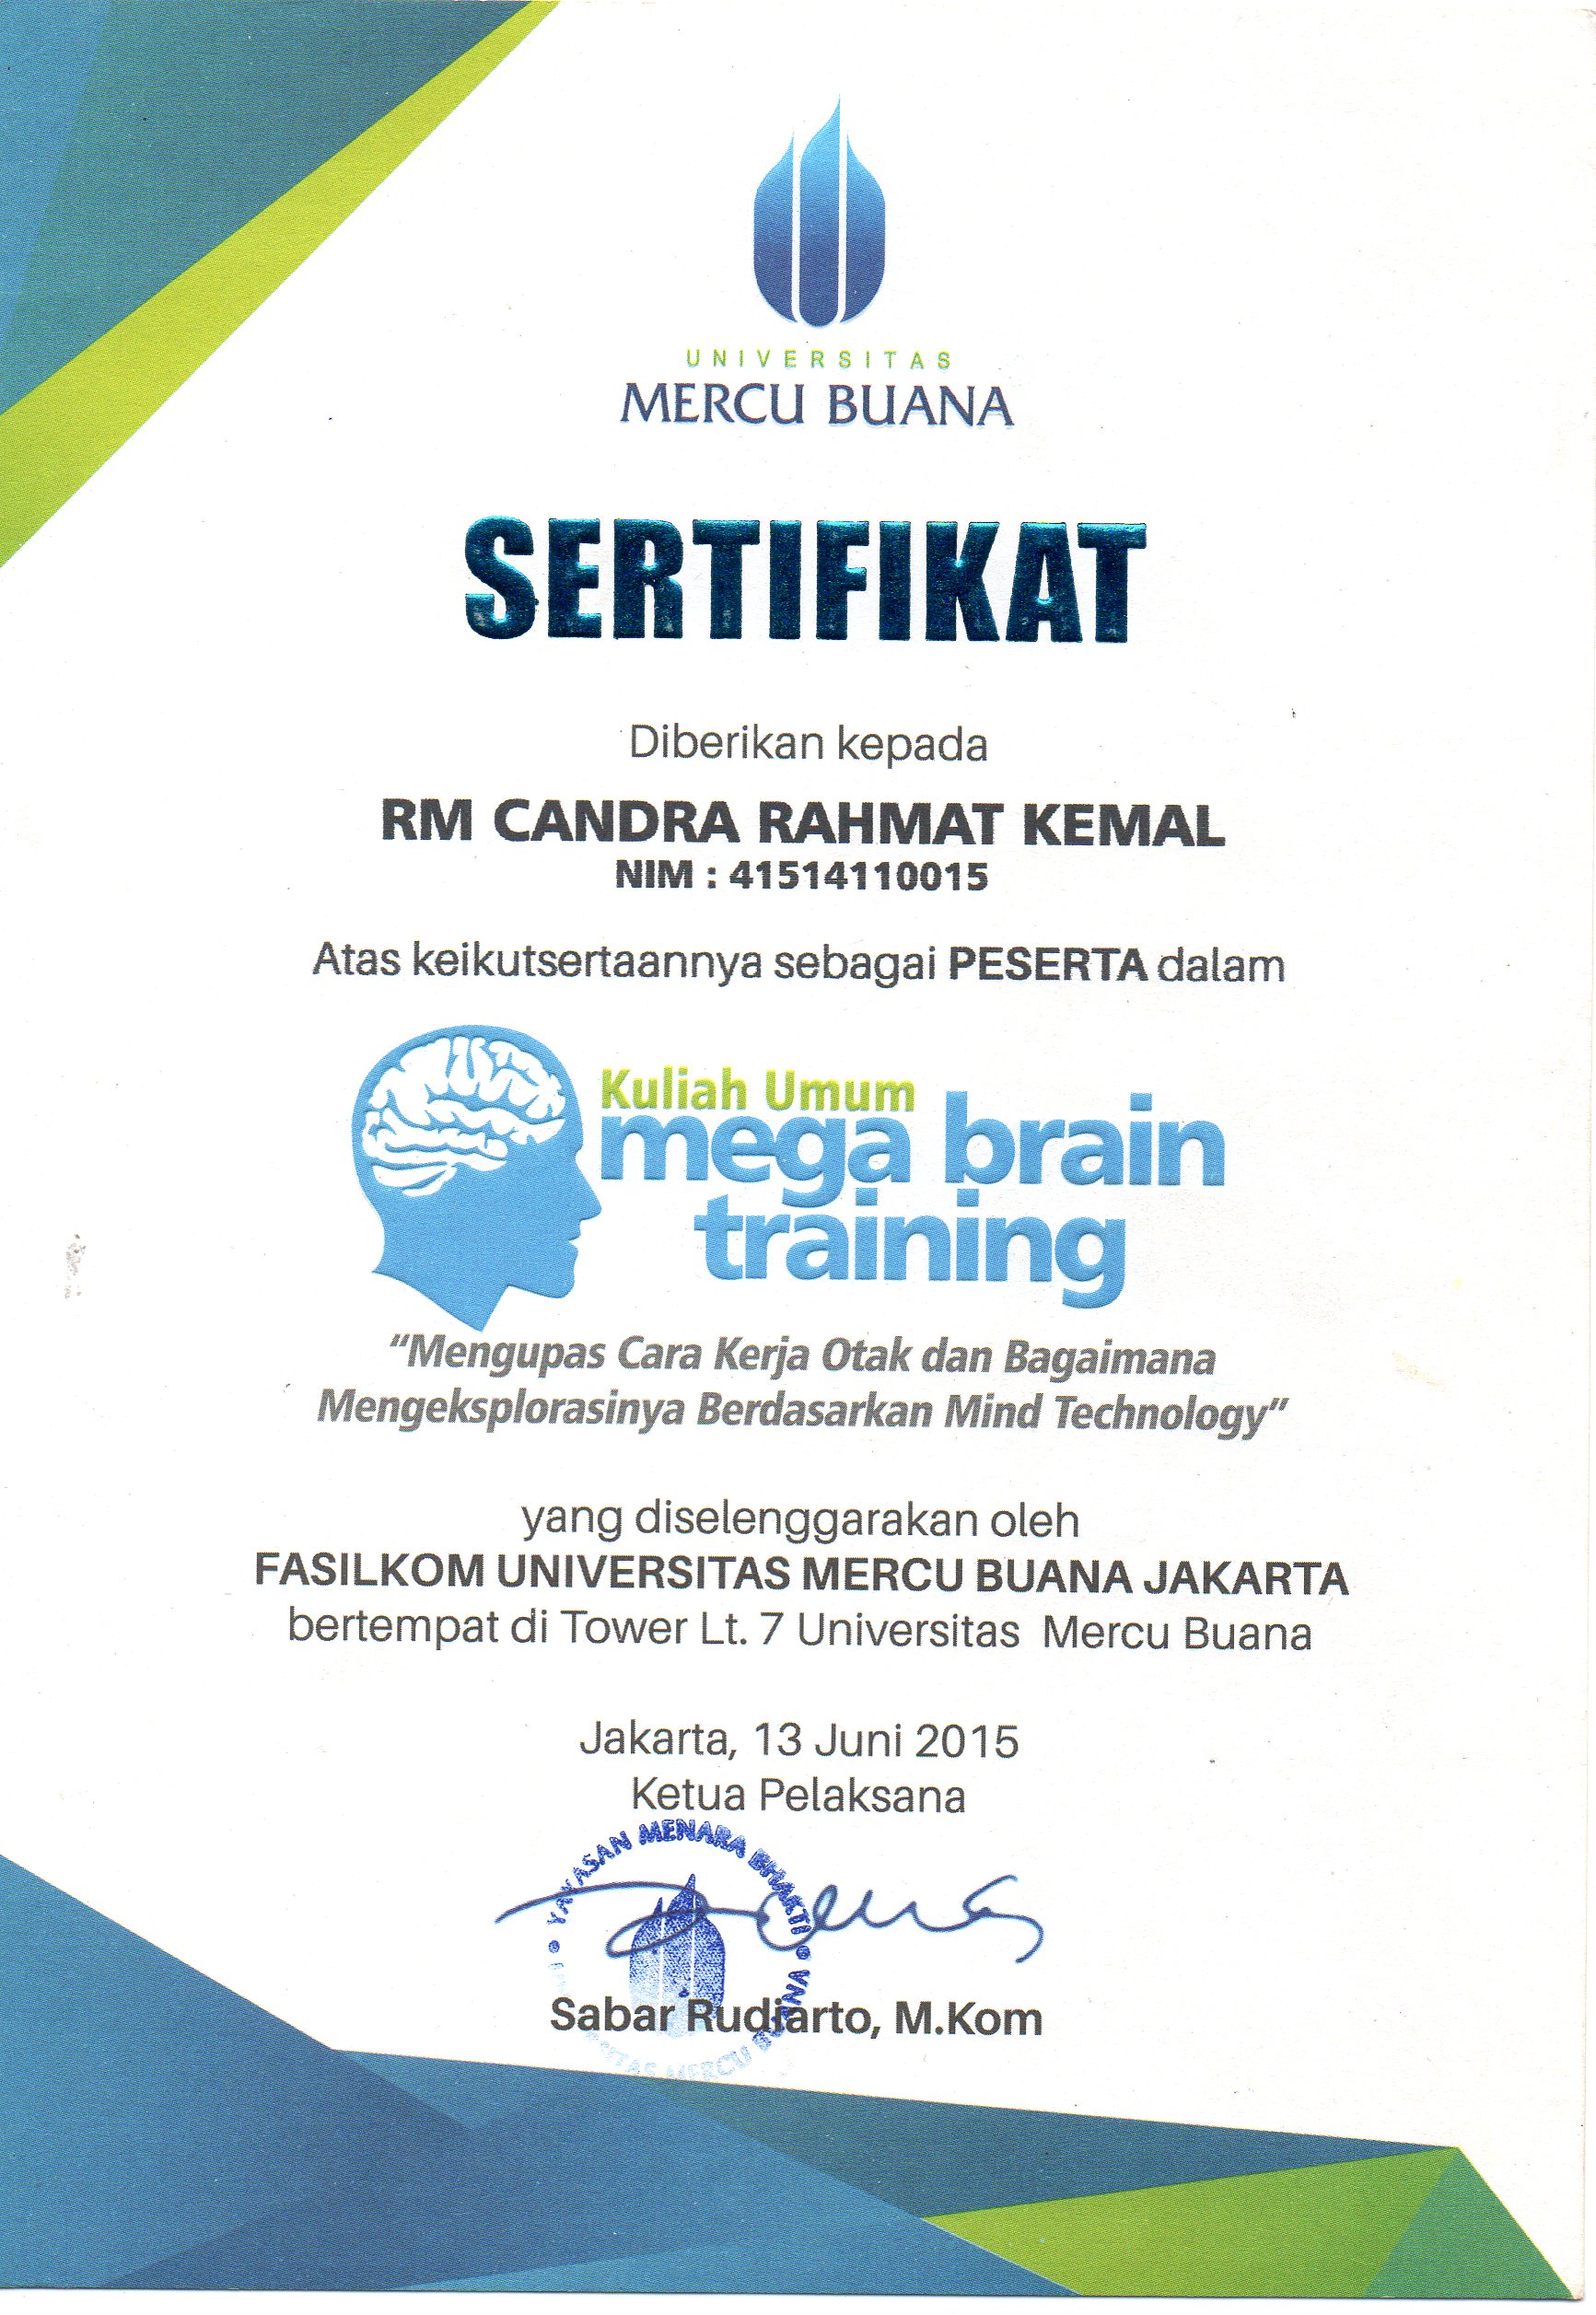 UNIVERSITAS
MERCU BUANA
SERTIFIKAT
Diberikan kepada
RM CANDRA RAHMAT KEMAL
NIM : 41514110015
Atas keikutsertaannya sebagai PESERTA dalam
Kuliah Umum
mega brain
training
“Mengupas Cara Kerja Otak dan Bagaimana
Mengeksplorasinya Berdasarkan Mind Technology”
yang diselenggarakan oleh
FASILKOM UNIVERSITAS MERCU BUANA JAKARTA
bertempat di Tower Lt. 7 Universitas Mercu Buana
Jakarta, 13 Juni 2015
Ketua Pelaksana
YAYASAN MENARA BHAKTI
MERCU BUANA
Sabar Rudiarto, M.Kom